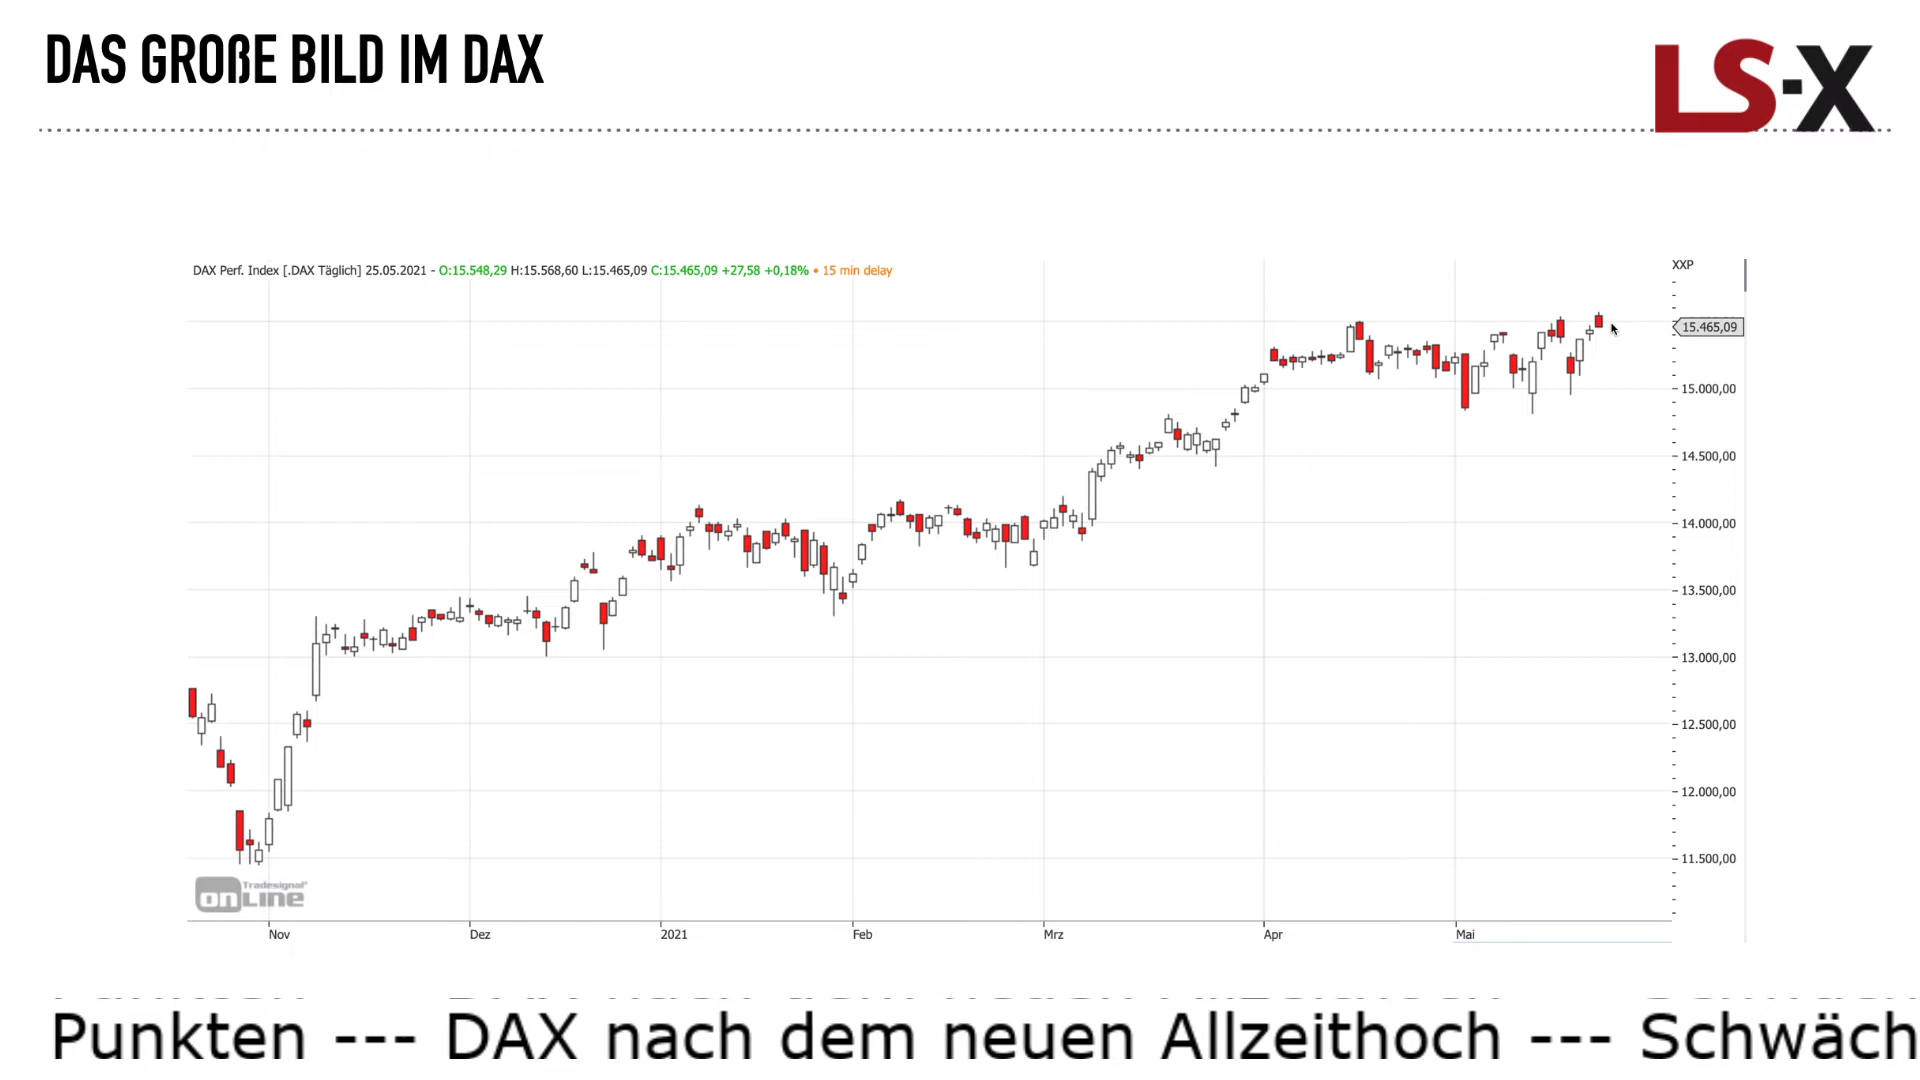 DAS GROßE BILD IM DAX
LS-X
DAX Perf. Index [.DAX Täglich] 25.05.2021 - O:15.548,29 H:15.568,60 L:15.465,09 C:15.465,09 +27,58 +0,18% • 15 min delay
XXP
15.465,09
15.000,00
14.500,00
14.000,00
13.500,00
13.000,00
12.500,00
12.000,00
11.500,00
Tradesignal®
onLINE
Nov Dez 2021 Feb Mrz Apr Mai
Punkten --- DAX nach dem neuen Allzeithoch --- Schwäch